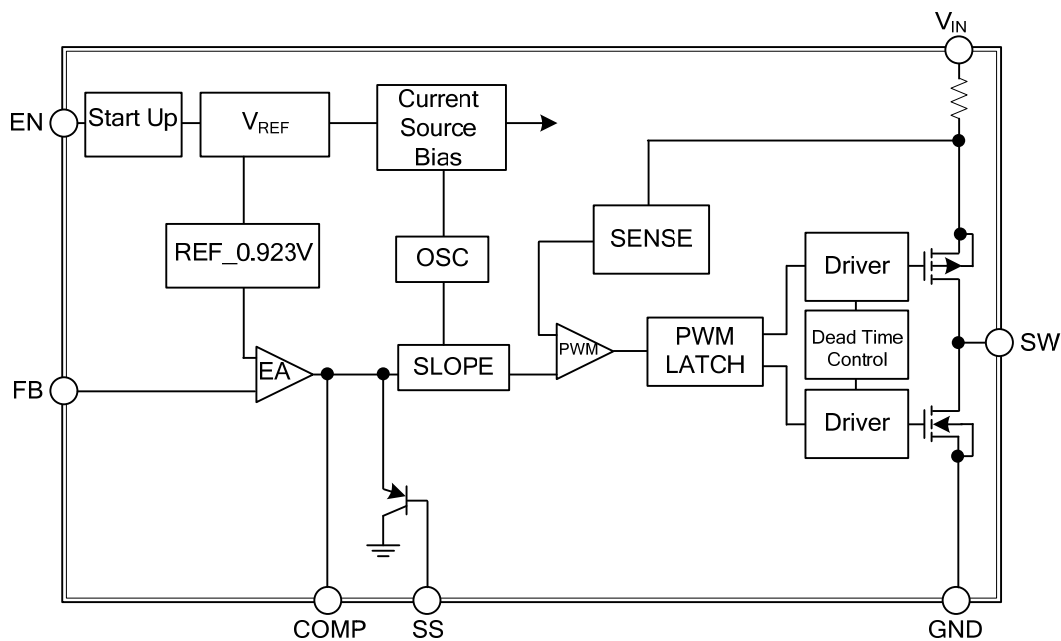 VIN
EN
Start Up
VREF
Current
Source
Bias
REF_0.923V
OSC
SENSE
Driver
PWM
PWM
LATCH
Dead Time
Control
SW
EA
SLOPE
FB
Driver
COMP
SS
GND